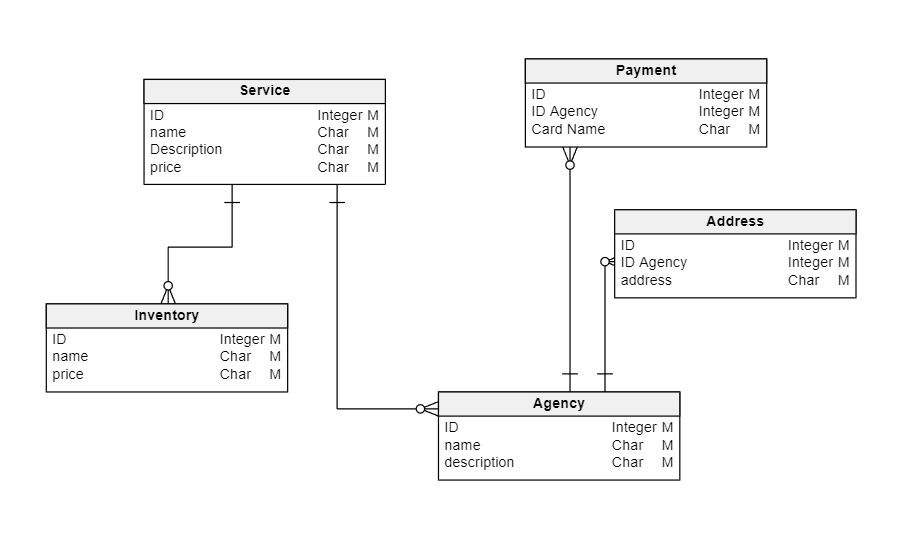 Service
ID Integer M
name Char M
Description Char M
price Char M
Payment
ID Integer M
ID Agency Integer M
Card Name Char M
Address
ID Integer M
ID Agency Integer M
address Char M
Inventory
ID Integer M
name Char M
price Char M
Agency
ID Integer M
name Char M
description Char M